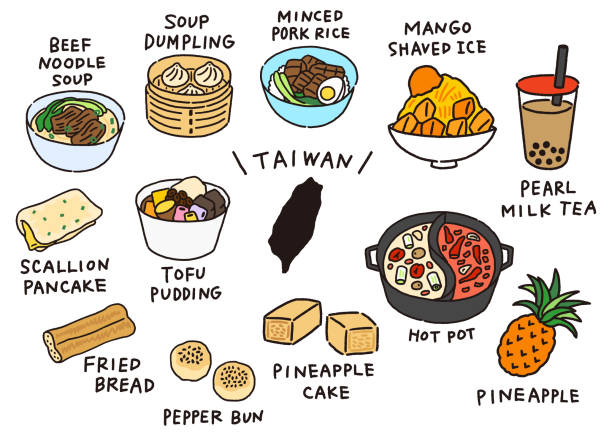 BEEF
NOODLE
SOUP
SOUP
DUMPLING
MINCED
PORK RICE
MANGO
SHAVED ICE
TAIWAN
PEARL
MILK TEA
SCALLION
PANCAKE
TOFU
PUDDING
HOT POT
FRIED
BREAD
PEPPER BUN
PINEAPPLE
CAKE
PINEAPPLE